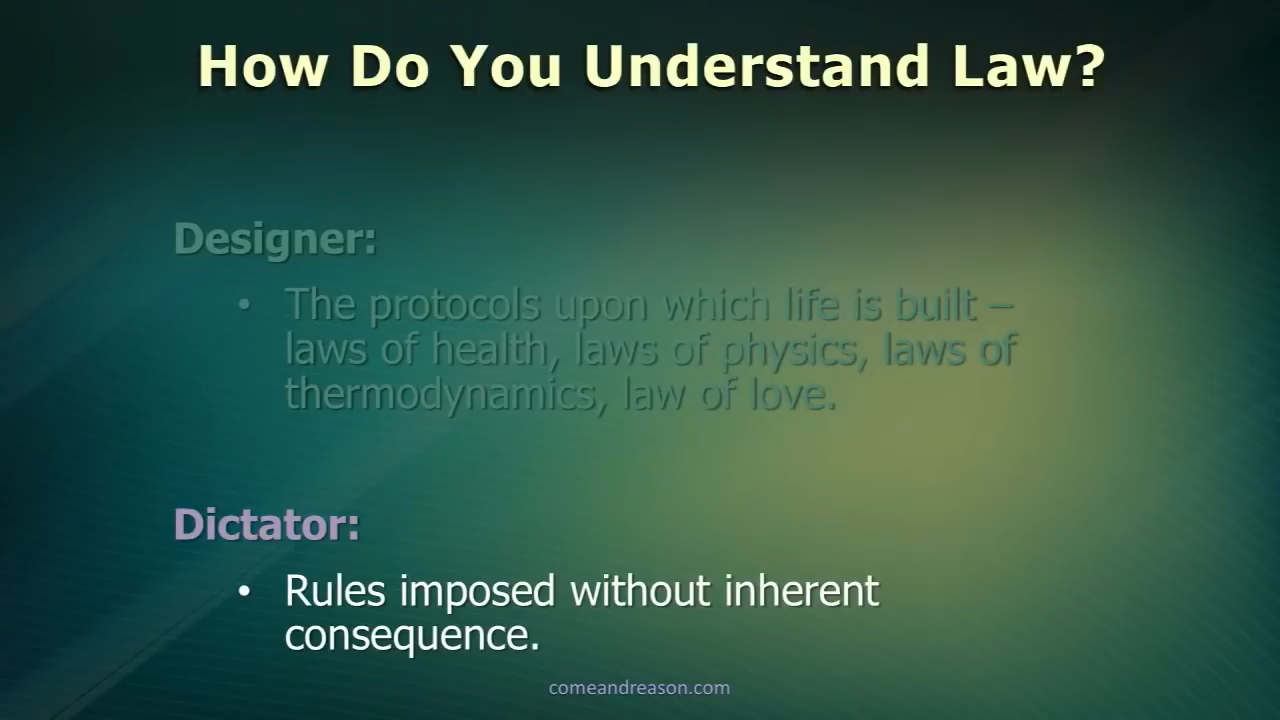 How Do You Understand Law?
Designer:
• The protocols upon which life is built –
laws of health, laws of physics, laws of
thermodynamics, law of love.
Dictator:
• Rules imposed without inherent
consequence.
comeandreason.com